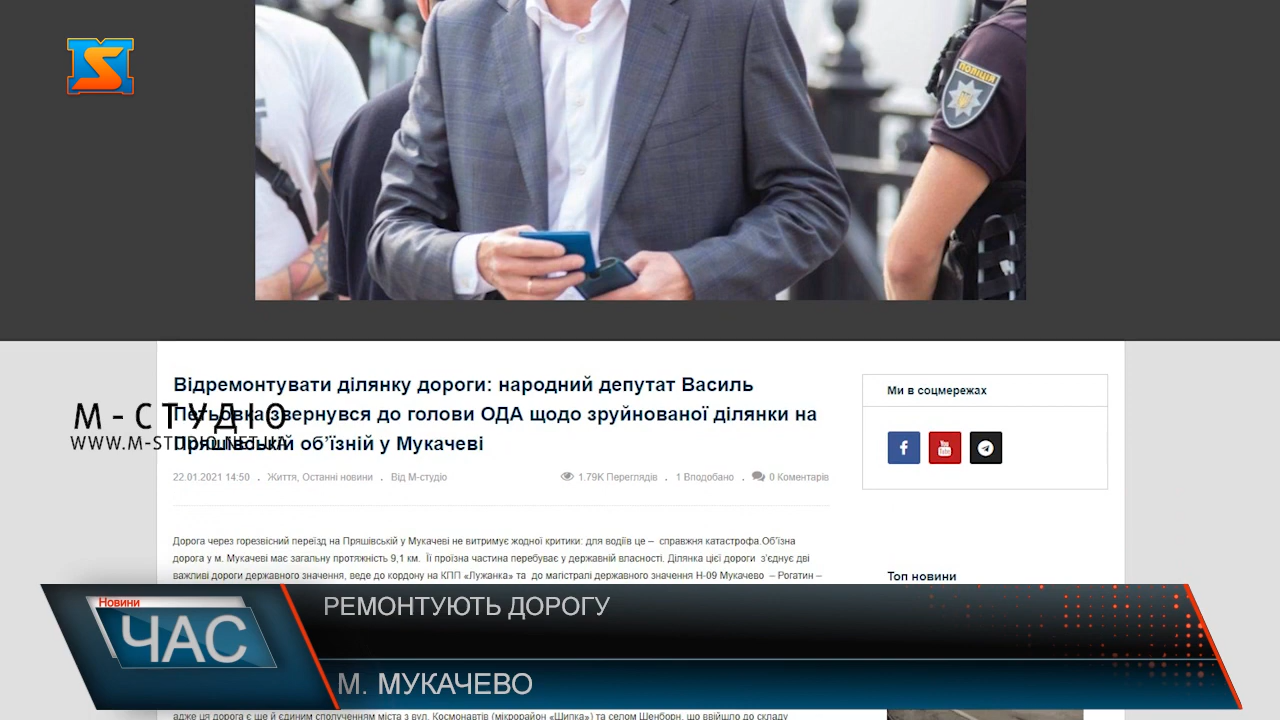 ПОЛІЦІЯ
Відремонтувати ділянку дороги: народний депутат Василь
Петьовка звернувся до голови ОДА щодо зруйнованої ділянки на
Пряшівській об’їзній у Мукачеві
М-СТУДІО
WWW.M-STUDIO.NET.UA
22.01.2021 14:50 . Життя, Останні новини . Від М-студіо
1.79K Переглядів . 1 Вподобано . 0 Коментарів
Ми в соцмережах
You Tube
Дорога через горезвісний переїзд на Пряшівській у Мукачеві не витримує жодної критики: для водіїв це – справжня катастрофа.Об’їзна
дорога у м. Мукачеві має загальну протяжність 9,1 км. Її проїзна частина перебуває у державній власності. Ділянка цієї дороги з’єднує дві
важливі дороги державного значення, веде до кордону на КПП «Лужанка» та до магістралі державного значення Н-09 Мукачево – Рогатин –
Топ новини
Новини
ЧАС
РЕМОНТУЮТЬ ДОРОГУ
М. МУКАЧЕВО
адже ця дорога є ще й єдиним сполученням міста з вул. Космонавтів (мікрорайон «Шипка») та селом Шенборн, що ввійшло до складу